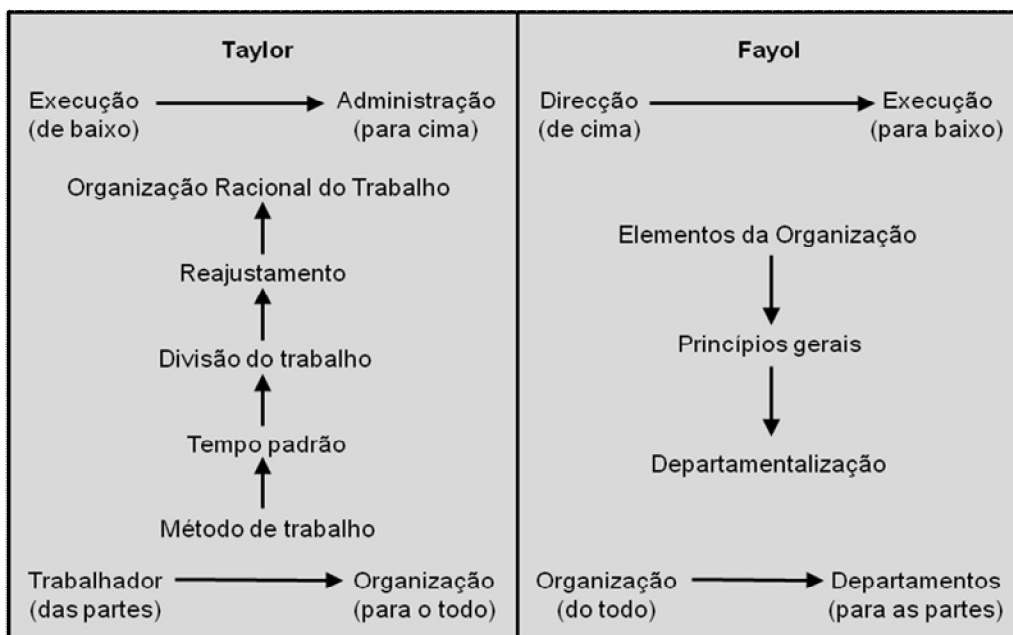 Taylor
Execução
(de baixo)
Administração
(para cima)
Organização Racional do Trabalho
Reajustamento
Divisão do trabalho
Tempo padrão
Método de trabalho
Trabalhador
(das partes)
Organização
(para o todo)
Fayol
Direcção
(de cima)
Execução
(para baixo)
Elementos da Organização
Princípios gerais
Departamentalização
Organização
(do todo)
Departamentos
(para as partes)